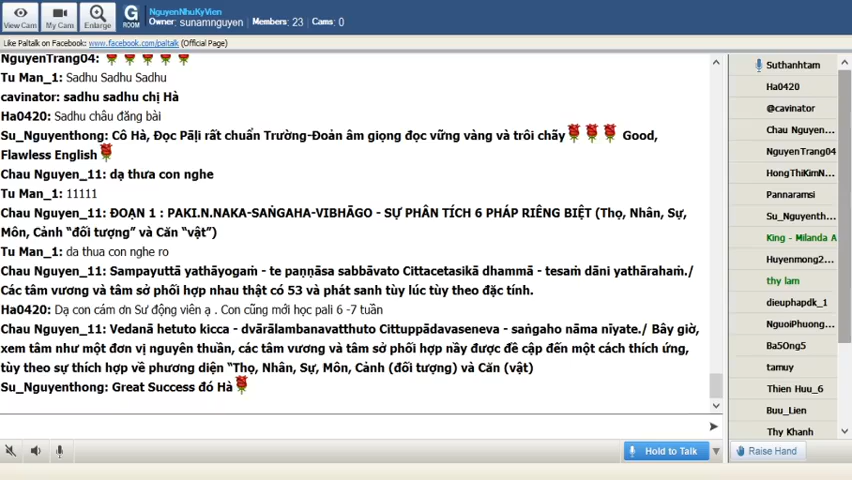 View Cam
My Cam
Enlarge
G
ROOM
NguyenNhuKyVien
Owner: sunamnguyen Members: 23 Cams: 0
Like Paltalk on Facebook: www.facebook.com/paltalk (Official Page)
NguyenTrang04:
Tu Man_1: Sadhu Sadhu Sadhu
cavinator: sadhu sadhu chị Hà
Ha0420: Sadhu châu đăng bài
Su_Nguyenthong: Cô Hà, Đọc Pāḷi rất chuẩn Trường-Đoản âm giọng đọc vững vàng và trôi chãy Good,
Flawless English
Chau Nguyen_11: dạ thưa con nghe
Tu Man_1: 11111
Chau Nguyen_11: ĐOẠN 1 : PAKI.N.NAKA-SAṄGAHA-VIBHĀGO - SỰ PHÂN TÍCH 6 PHÁP RIÊNG BIỆT (Thọ, Nhân, Sự,
Môn, Cảnh “đối tượng” và Căn “vật”)
Tu Man_1: da thua con nghe ro
Chau Nguyen_11: Sampayuttā yathāyogaṁ - te paṇṇāsa sabbāvato Cittacetasikā dhammā - tesaṁ dāni yathārahaṁ./
Các tâm vương và tâm sở phối hợp nhau thật có 53 và phát sanh tùy lúc tùy theo đặc tính.
Ha0420: Dạ con cám ơn Sư động viên ạ . Con cũng mới học pali 6 -7 tuần
Chau Nguyen_11: Vedanā hetuto kicca - dvārālambanavatthuto Cittuppādavaseneva - saṅgaho nāma nīyate./ Bây giờ,
xem tâm như một đơn vị nguyên thuần, các tâm vương và tâm sở phối hợp nầy được đề cập đến một cách thích ứng,
tùy theo sự thích hợp về phương diện “Thọ, Nhân, Sự, Môn, Cảnh (đối tượng) và Căn (vật)
Su_Nguyenthong: Great Success đó Hà
Hold to Talk
Suthanhtam
Ha0420
@cavinator
Chau Nguyen...
NguyenTrang04
HongThiKimN...
Pannaramsi
Su_Nguyenth...
King - Milanda A
Huyenmong2...
thy lam
dieuphapdk_1
NguoiPhuong...
Ba5Ong5
tamuy
Thien Huu_6
Buu_Lien
Thy Khanh
Raise Hand